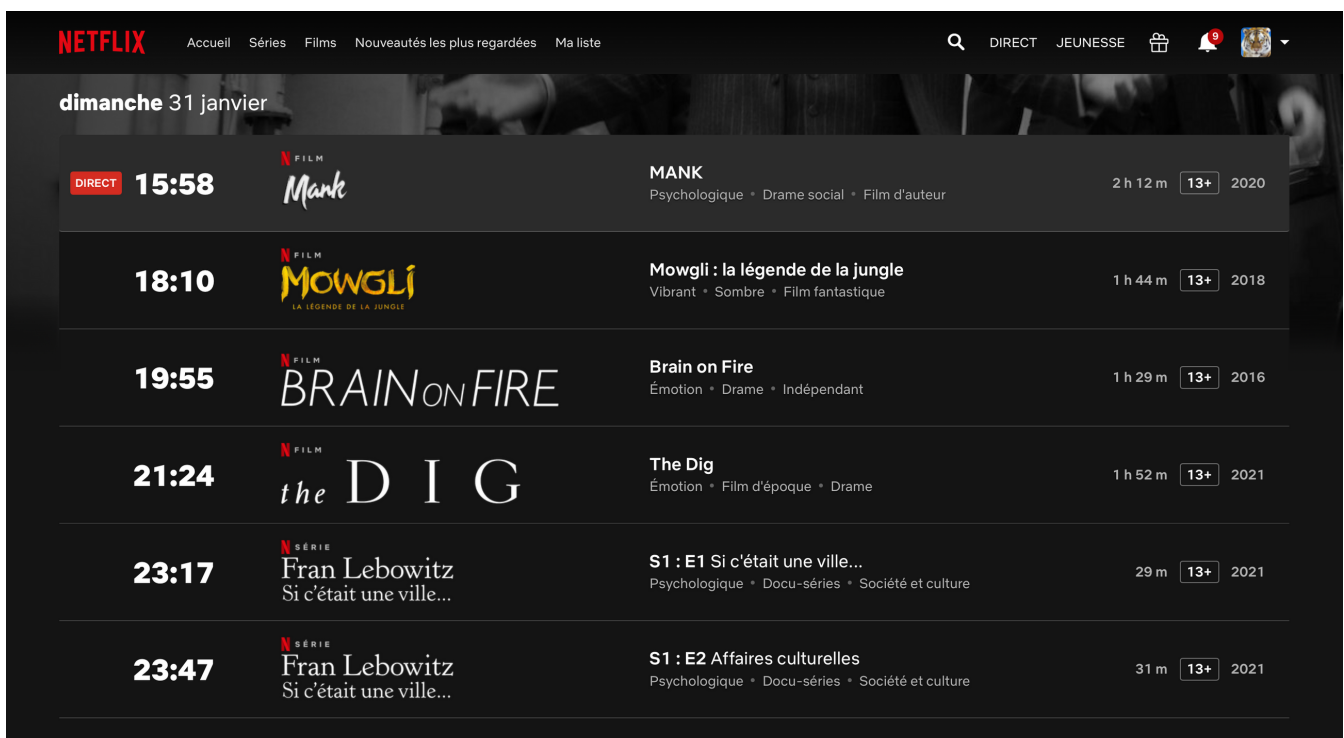 NETFLIX Accueil Séries Films Nouveautés les plus regardées Ma liste DIRECT JEUNESSE 9
dimanche 31 janvier
DIRECT 15:58 N FILM Mank MANK 2 h 12 m 13+ 2020
Psychologique • Drame social • Film d'auteur
18:10 N FILM MOWGLI LA LÉGENDE DE LA JUNGLE Mowgli : la légende de la jungle 1 h 44 m 13+ 2018
Vibrant • Sombre • Film fantastique
19:55 N FILM BRAIN ON FIRE Brain on Fire 1 h 29 m 13+ 2016
Émotion • Drame • Indépendant
21:24 N FILM the DIG The Dig 1 h 52 m 13+ 2021
Émotion • Film d'époque • Drame
23:17 N SÉRIE Fran Lebowitz Si c'était une ville... S1 : E1 Si c'était une ville... 29 m 13+ 2021
Psychologique • Docu-séries • Société et culture
23:47 N SÉRIE Fran Lebowitz Si c'était une ville... S1 : E2 Affaires culturelles 31 m 13+ 2021
Psychologique • Docu-séries • Société et culture